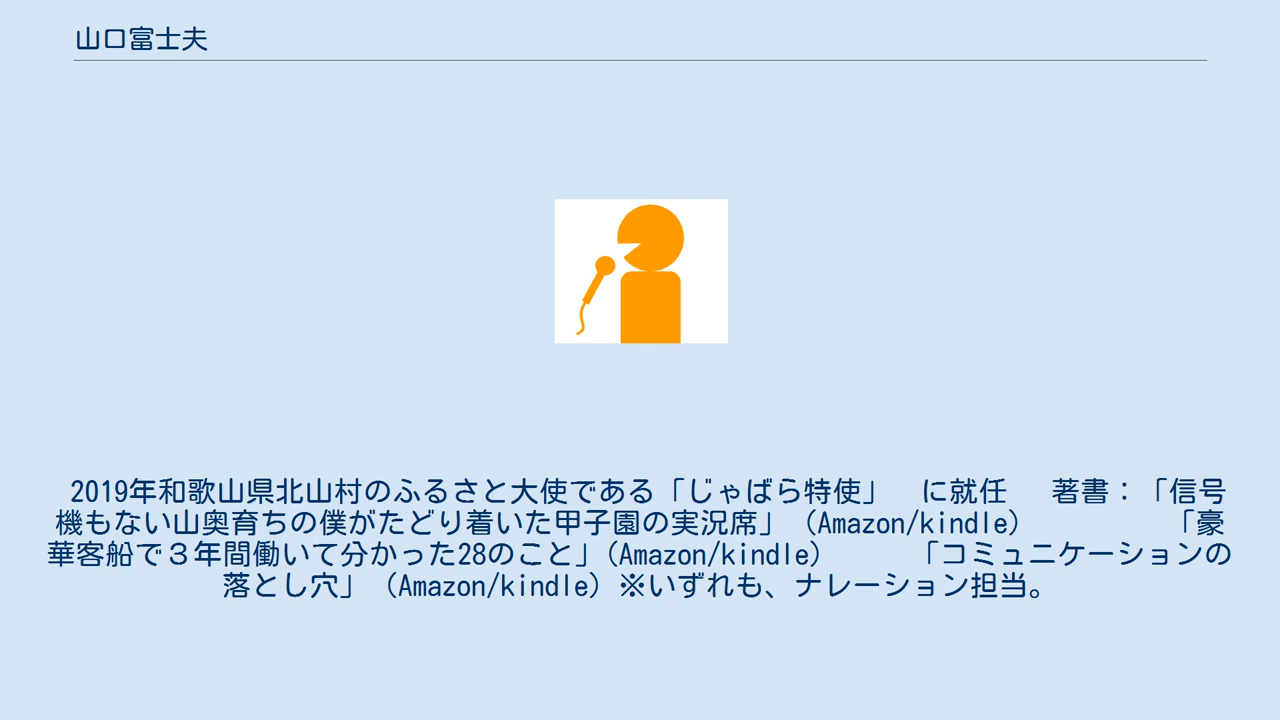 山口富士夫
2019年和歌山県北山村のふるさと大使である「じゃばら特使」　に就任　 著書：「信号
機もない山奥育ちの僕がたどり着いた甲子園の実況席」（Amazon/kindle）　　　　　「豪
華客船で３年間働いて分かった28のこと」（Amazon/kindle）　　　「コミュニケーションの
落とし穴」（Amazon/kindle）※いずれも、ナレーション担当。